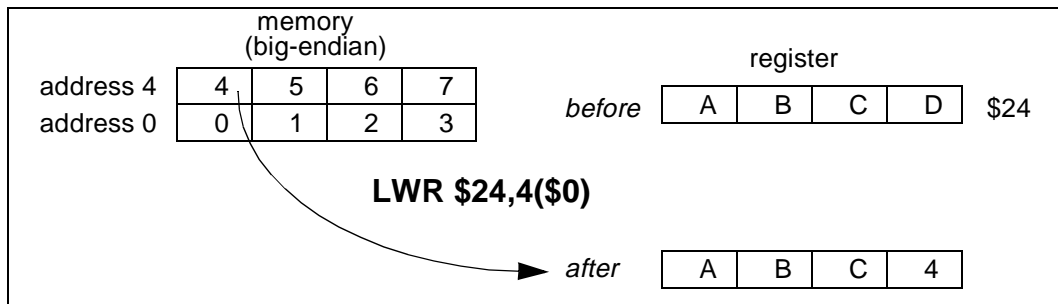 memory
(big-endian)
register
address 4 4 5 6 7
before A B C D $24
address 0 0 1 2 3
LWR $24,4($0)
after A B C 4